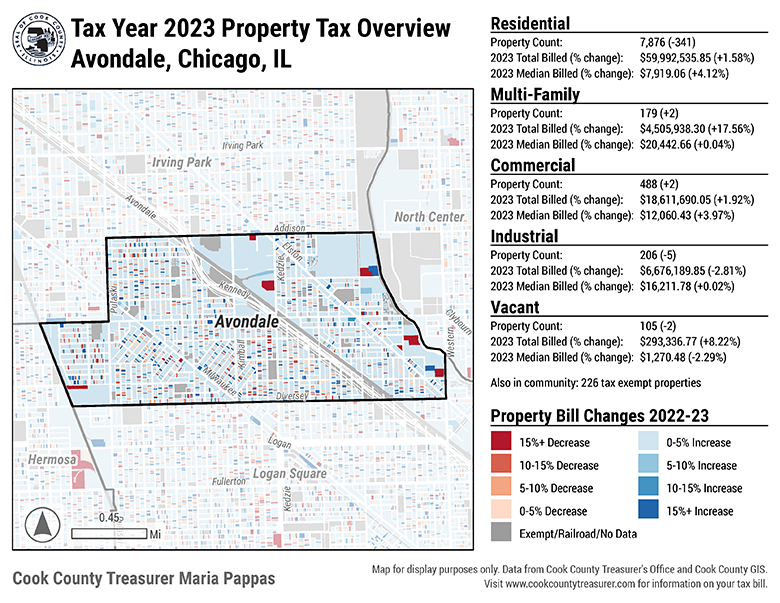 Tax Year 2023 Property Tax Overview
Avondale, Chicago, IL
Irving Park
Irving Park
Avondale
North Center
Addison
Elston
Kedzie
Kennedy
Pulaski
Avondale
Clybourn
Western
Kimball
Milwaukee
Diversey
Logan
Hermosa
Logan Square
Fullerton
Kedzie
0.45
Mi
Residential
Property Count: 7,876 (-341)
2023 Total Billed (% change): $59,992,535.85 (+1.58%)
2023 Median Billed (% change): $7,919.06 (+4.12%)
Multi-Family
Property Count: 179 (+2)
2023 Total Billed (% change): $4,505,938.30 (+17.56%)
2023 Median Billed (% change): $20,442.66 (+0.04%)
Commercial
Property Count: 488 (+2)
2023 Total Billed (% change): $18,611,690.05 (+1.92%)
2023 Median Billed (% change): $12,060.43 (+3.97%)
Industrial
Property Count: 206 (-5)
2023 Total Billed (% change): $6,676,189.85 (-2.81%)
2023 Median Billed (% change): $16,211.78 (+0.02%)
Vacant
Property Count: 105 (-2)
2023 Total Billed (% change): $293,336.77 (+8.22%)
2023 Median Billed (% change): $1,270.48 (-2.29%)
Also in community: 226 tax exempt properties
Property Bill Changes 2022-23
15%+ Decrease
10-15% Decrease
5-10% Decrease
0-5% Decrease
0-5% Increase
5-10% Increase
10-15% Increase
15%+ Increase
Exempt/Railroad/No Data
Cook County Treasurer Maria Pappas
Map for display purposes only. Data from Cook County Treasurer's Office and Cook County GIS.
Visit www.cookcountytreasurer.com for information on your tax bill.